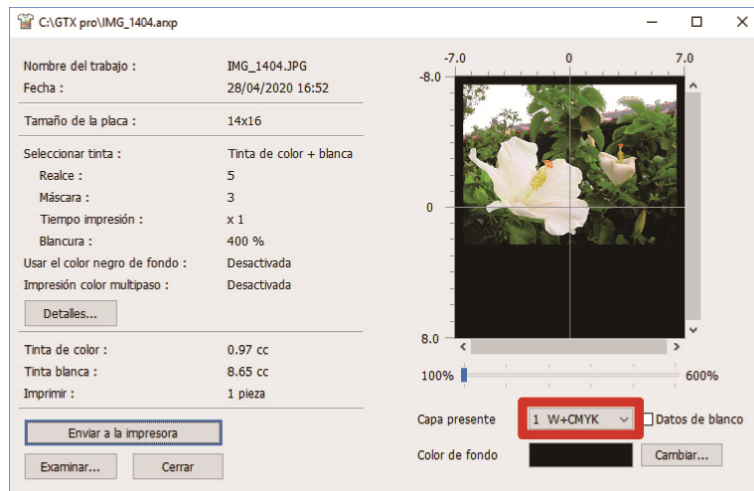 C:\GTX pro\IMG_1404.arxp
Nombre del trabajo : IMG_1404.JPG
Fecha : 28/04/2020 16:52
Tamaño de la placa : 14x16
Seleccionar tinta : Tinta de color + blanca
Realce : 5
Máscara : 3
Tiempo impresión : x 1
Blancura : 400 %
Usar el color negro de fondo : Desactivada
Impresión color multipaso : Desactivada
Detalles...
Tinta de color : 0.97 cc
Tinta blanca : 8.65 cc
Imprimir : 1 pieza
Enviar a la impresora
Examinar... Cerrar
-7.0 0 7.0
-8.0
0
8.0
100% 600%
Capa presente 1 W+CMYK Datos de blanco
Color de fondo Cambiar...